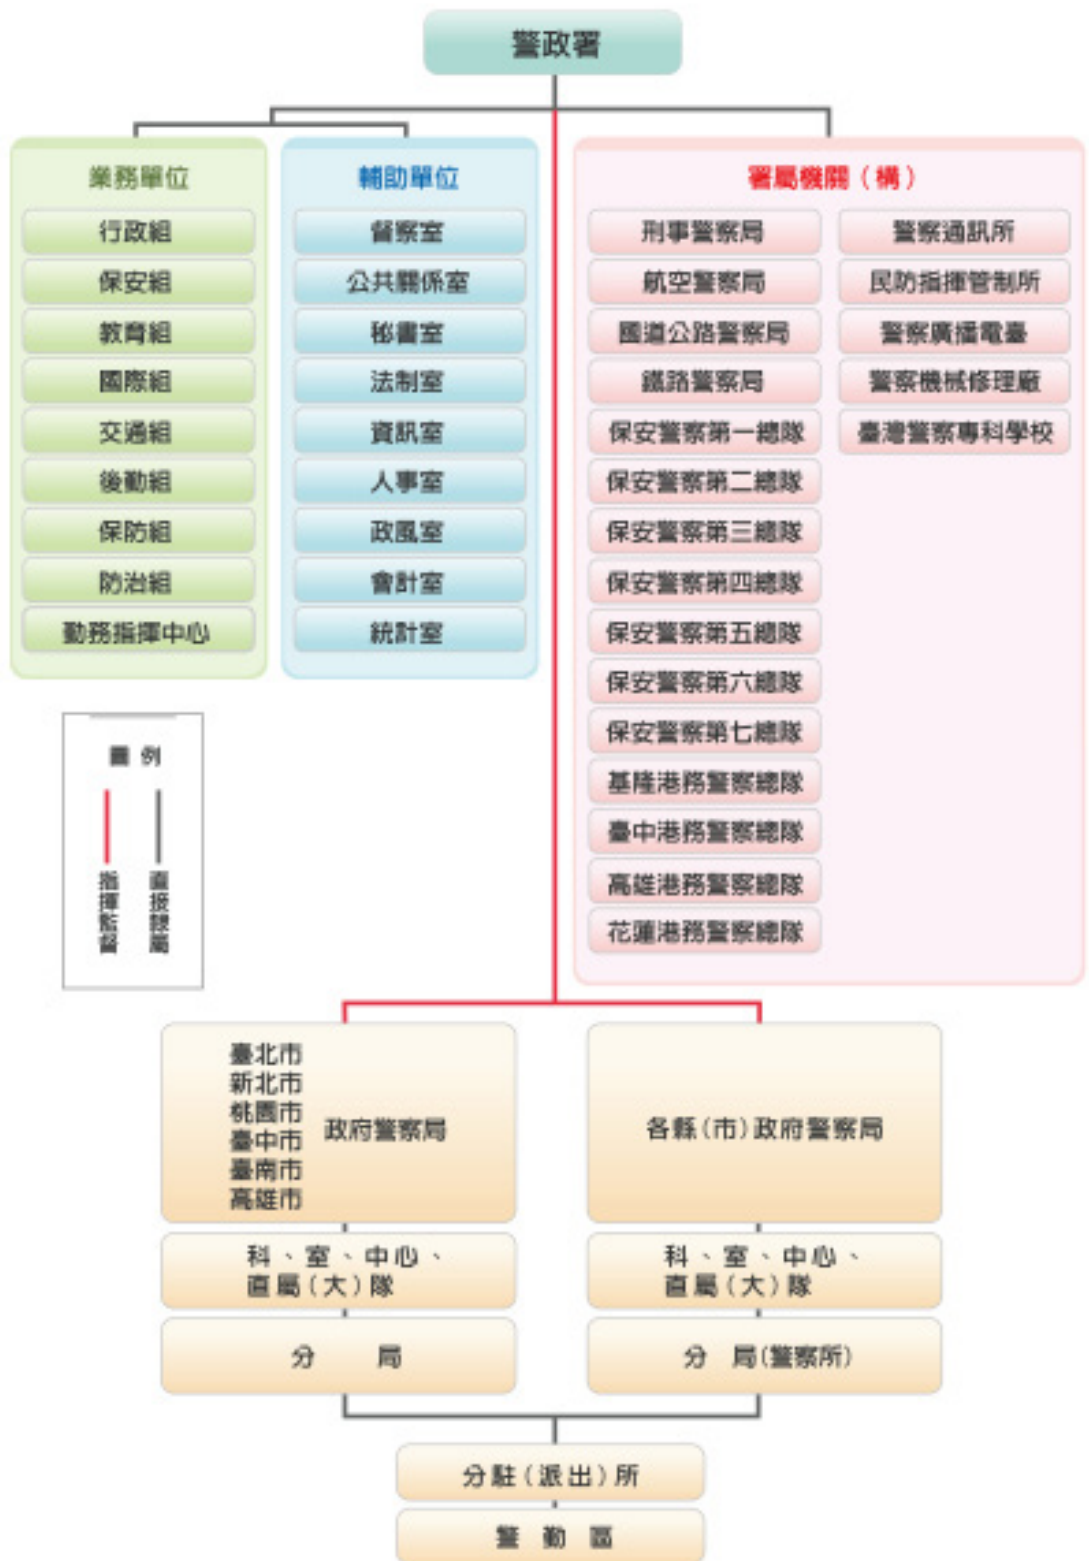 警政署
業務單位
行政組
保安組
教育組
國際組
交通組
後勤組
保防組
防治組
勤務指揮中心
輔助單位
督察室
公共關係室
秘書室
法制室
資訊室
人事室
政風室
會計室
統計室
署屬機關（構）
刑事警察局
航空警察局
國道公路警察局
鐵路警察局
保安警察第一總隊
保安警察第二總隊
保安警察第三總隊
保安警察第四總隊
保安警察第五總隊
保安警察第六總隊
保安警察第七總隊
基隆港務警察總隊
臺中港務警察總隊
高雄港務警察總隊
花蓮港務警察總隊
警察通訊所
民防指揮管制所
警察廣播電臺
警察機械修理廠
臺灣警察專科學校
圖例
指揮監督
直接隸屬
臺北市
新北市
桃園市
臺中市
臺南市
高雄市
政府警察局
各縣(市)政府警察局
科、室、中心、
直屬(大)隊
科、室、中心、
直屬(大)隊
分 局
分 局(警察所)
分駐(派出)所
警勤區